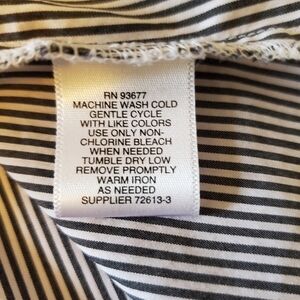 RN 93677
MACHINE WASH COLD
GENTLE CYCLE
WITH LIKE COLORS
USE ONLY NON-
CHLORINE BLEACH
WHEN NEEDED
TUMBLE DRY LOW
REMOVE PROMPTLY
WARM IRON
AS NEEDED
SUPPLIER 72613-3